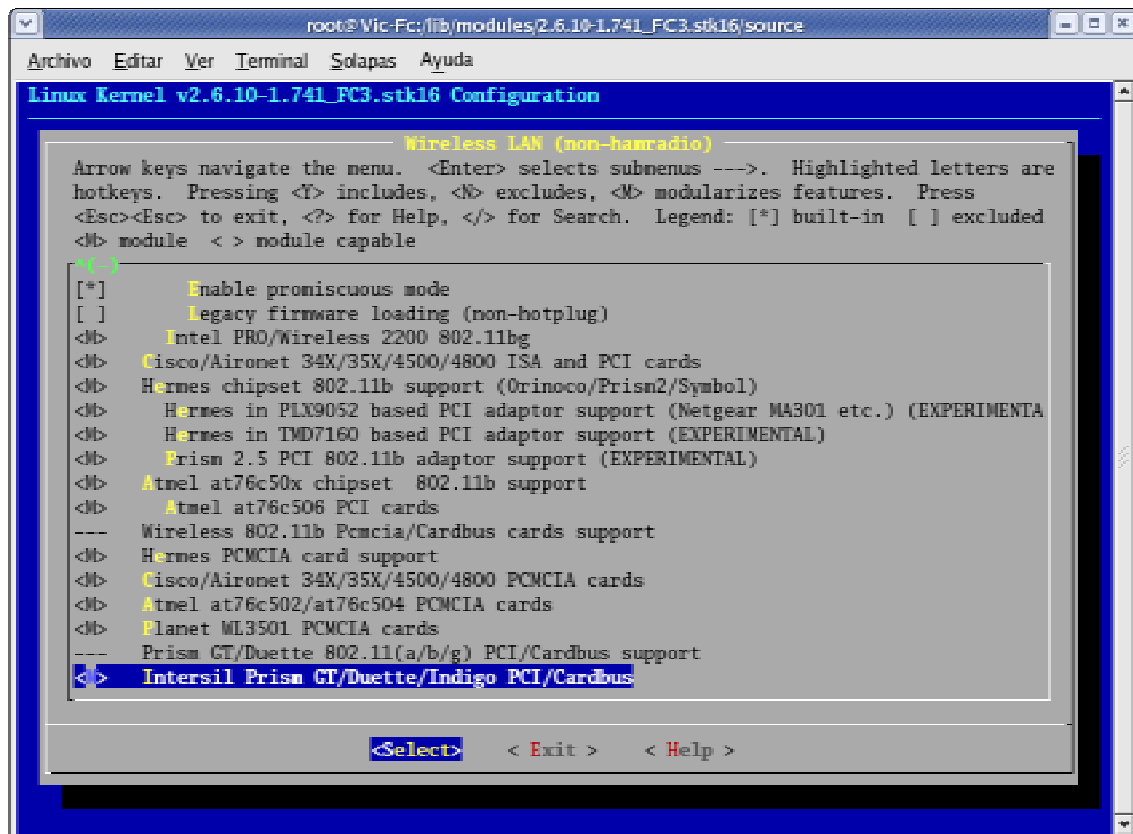 root@Vic-Fc:/lib/modules/2.6.10-1.741_FC3.stk16/source
Archivo Editar Ver Terminal Solapas Ayuda
Linux Kernel v2.6.10-1.741_FC3.stk16 Configuration
Wireless LAN (non-hamradio)
Arrow keys navigate the menu. <Enter> selects submenus --->. Highlighted letters are
hotkeys. Pressing <Y> includes, <N> excludes, <M> modularizes features. Press
<Esc><Esc> to exit, <?> for Help, </> for Search. Legend: [*] built-in [ ] excluded
<M> module < > module capable
^(-)
[*] Enable promiscuous mode
[ ] Legacy firmware loading (non-hotplug)
<M> Intel PRO/Wireless 2200 802.11bg
<M> Cisco/Aironet 34X/35X/4500/4800 ISA and PCI cards
<M> Hermes chipset 802.11b support (Orinoco/Prism2/Symbol)
<M> Hermes in PLX9052 based PCI adaptor support (Netgear MA301 etc.) (EXPERIMENTA
<M> Hermes in TMD7160 based PCI adaptor support (EXPERIMENTAL)
<M> Prism 2.5 PCI 802.11b adaptor support (EXPERIMENTAL)
<M> Atmel at76c50x chipset 802.11b support
<M> Atmel at76c506 PCI cards
--- Wireless 802.11b Pcmcia/Cardbus cards support
<M> Hermes PCMCIA card support
<M> Cisco/Aironet 34X/35X/4500/4800 PCMCIA cards
<M> Atmel at76c502/at76c504 PCMCIA cards
<M> Planet WL3501 PCMCIA cards
--- Prism GT/Duette 802.11(a/b/g) PCI/Cardbus support
<M> Intersil Prism GT/Duette/Indigo PCI/Cardbus
<Select> < Exit > < Help >